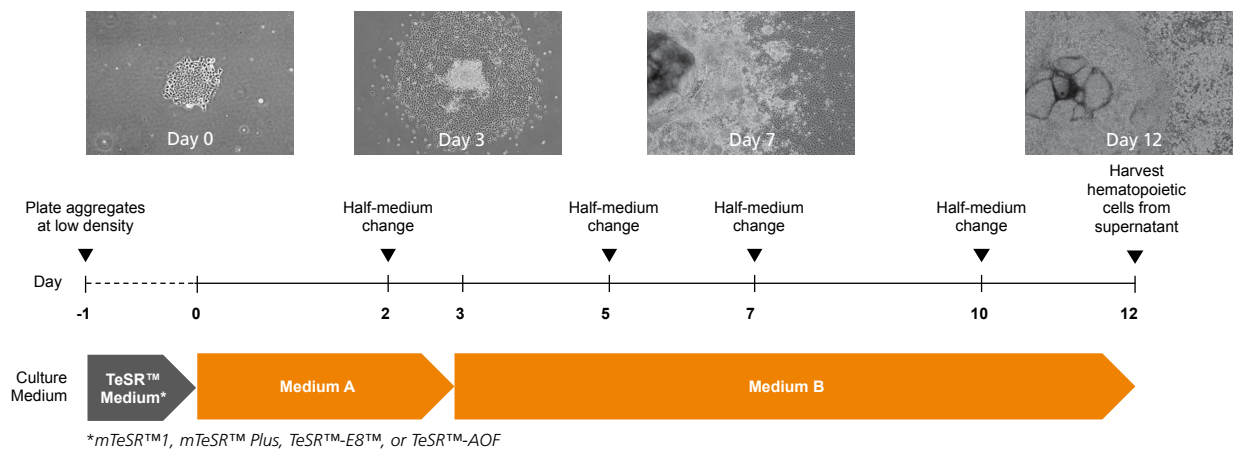 Day 0
Day 3
Day 7
Day 12
Plate aggregates
at low density
Half-medium
change
Half-medium
change
Half-medium
change
Half-medium
change
Harvest
hematopoietic
cells from
supernatant
Day
-1
0
2
3
5
7
10
12
Culture
Medium
TeSR™
Medium*
Medium A
Medium B
*mTeSR™1, mTeSR™ Plus, TeSR™-E8™, or TeSR™-AOF